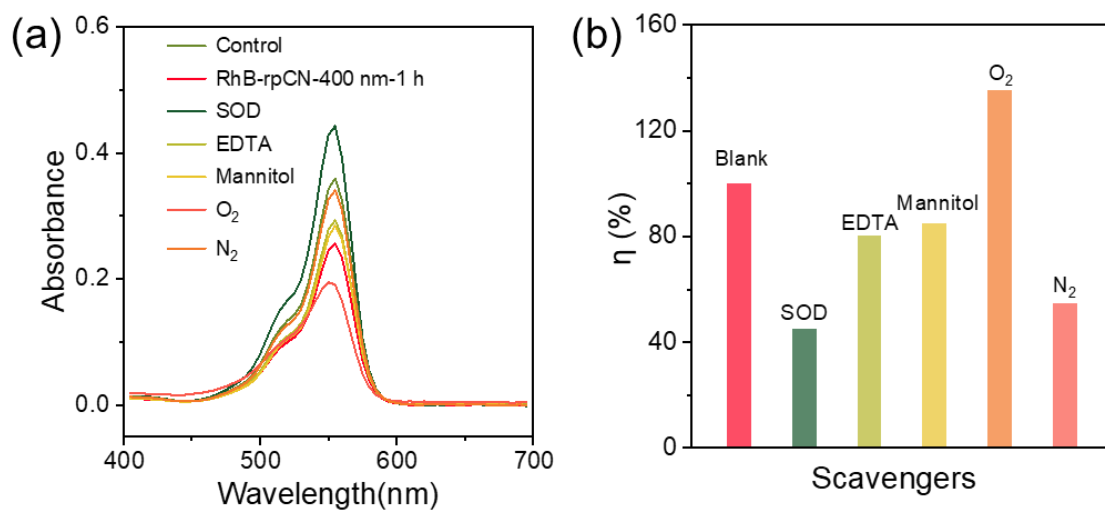 (a)
0.6
0.4
0.2
0.0
Absorbance
Control
RhB-rpCN-400 nm-1 h
SOD
EDTA
Mannitol
O₂
N₂
400 500 600 700
Wavelength(nm)
(b)
160
120
80
40
0
η (%)
Blank
SOD
EDTA
Mannitol
O₂
N₂
Scavengers